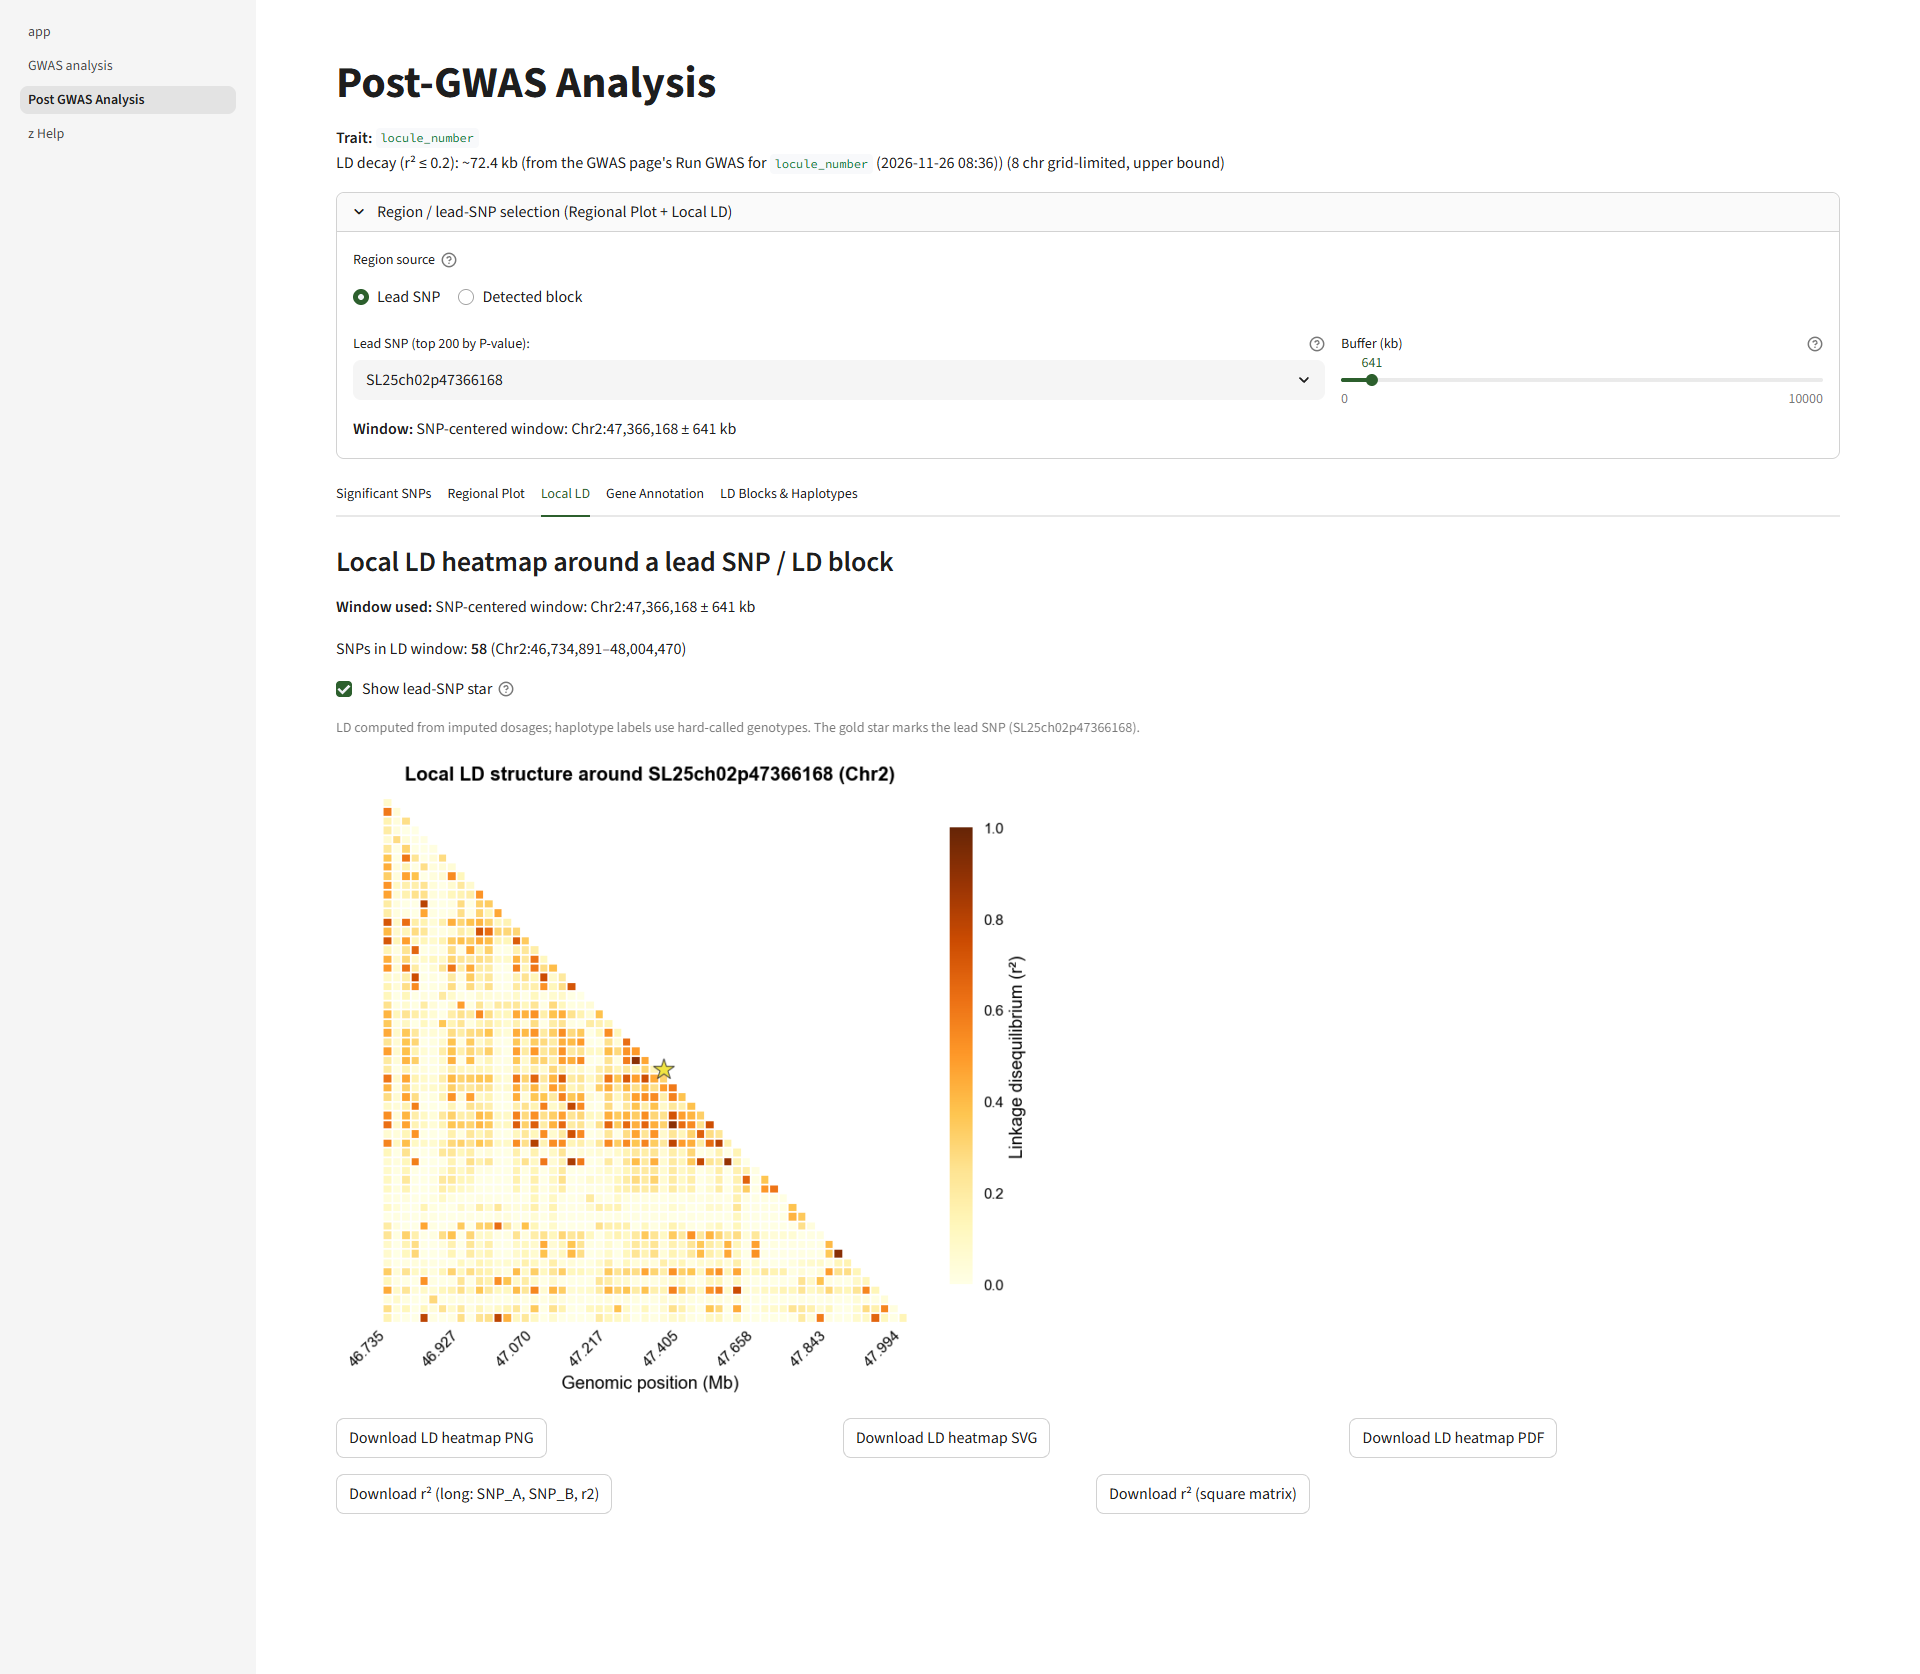 app
GWAS analysis
Post GWAS Analysis
z Help
Post-GWAS Analysis
Trait: locule_number
LD decay (r² ≤ 0.2): ~72.4 kb (from the GWAS page's Run GWAS for locule_number (2026-11-26 08:36)) (8 chr grid-limited, upper bound)
Region / lead-SNP selection (Regional Plot + Local LD)
Region source
Lead SNP Detected block
Lead SNP (top 200 by P-value): Buffer (kb)
641
SL25ch02p47366168
0 10000
Window: SNP-centered window: Chr2:47,366,168 ± 641 kb
Significant SNPs Regional Plot Local LD Gene Annotation LD Blocks & Haplotypes
Local LD heatmap around a lead SNP / LD block
Window used: SNP-centered window: Chr2:47,366,168 ± 641 kb
SNPs in LD window: 58 (Chr2:46,734,891–48,004,470)
Show lead-SNP star
LD computed from imputed dosages; haplotype labels use hard-called genotypes. The gold star marks the lead SNP (SL25ch02p47366168).
Local LD structure around SL25ch02p47366168 (Chr2)
1.0
0.8
0.6
0.4
0.2
0.0
Linkage disequilibrium (r²)
46.735 46.927 47.070 47.217 47.405 47.658 47.843 47.994
Genomic position (Mb)
Download LD heatmap PNG Download LD heatmap SVG Download LD heatmap PDF
Download r² (long: SNP_A, SNP_B, r2) Download r² (square matrix)